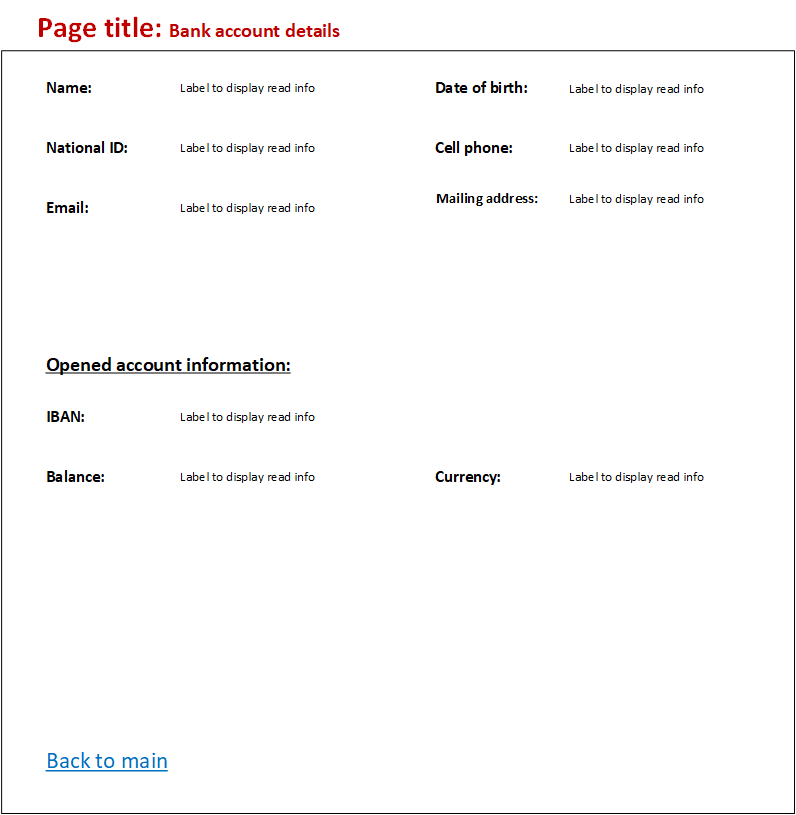 Page title: Bank account details
Name: Label to display read info Date of birth: Label to display read info
National ID: Label to display read info Cell phone: Label to display read info
Email: Label to display read info Mailing address: Label to display read info
Opened account information:
IBAN: Label to display read info
Balance: Label to display read info Currency: Label to display read info
Back to main